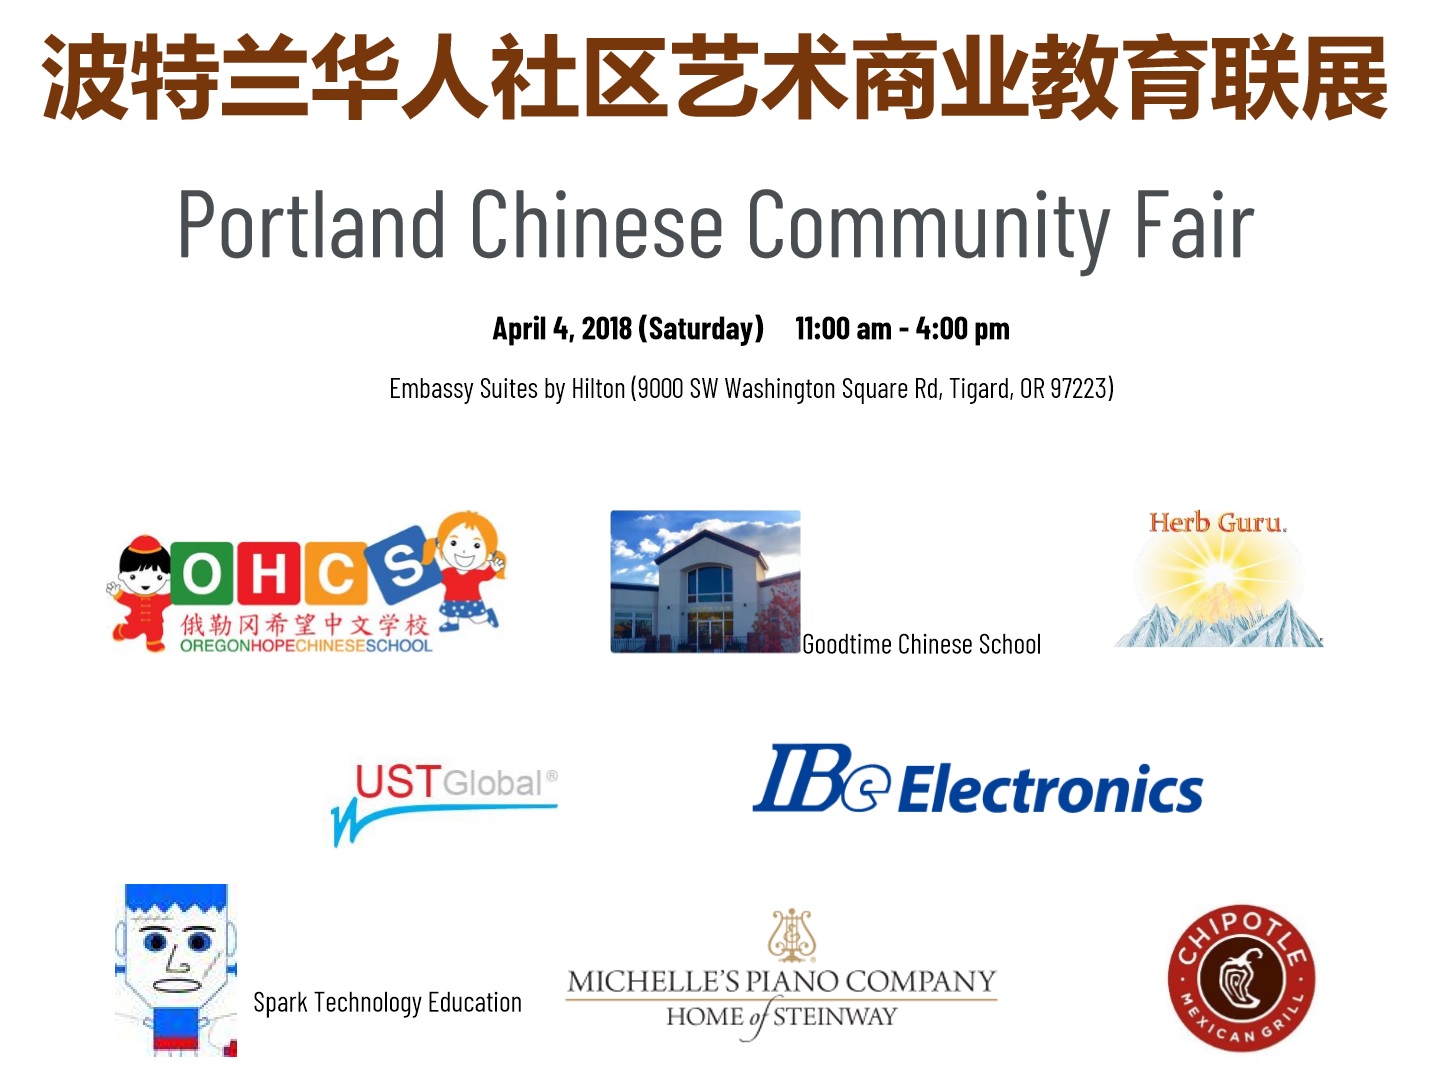 波特兰华人社区艺术商业教育联展
Portland Chinese Community Fair
April 4, 2018 (Saturday) 11:00 am - 4:00 pm
Embassy Suites by Hilton (9000 SW Washington Square Rd, Tigard, OR 97223)
OHCS
俄勒冈希望中文学校
OREGONHOPECHINESESCHOOL
Goodtime Chinese School
Herb Guru.
USTGlobal®
IBe Electronics
Spark Technology Education
MICHELLE'S PIANO COMPANY
HOME of STEINWAY
CHIPOTLE
MEXICAN GRILL